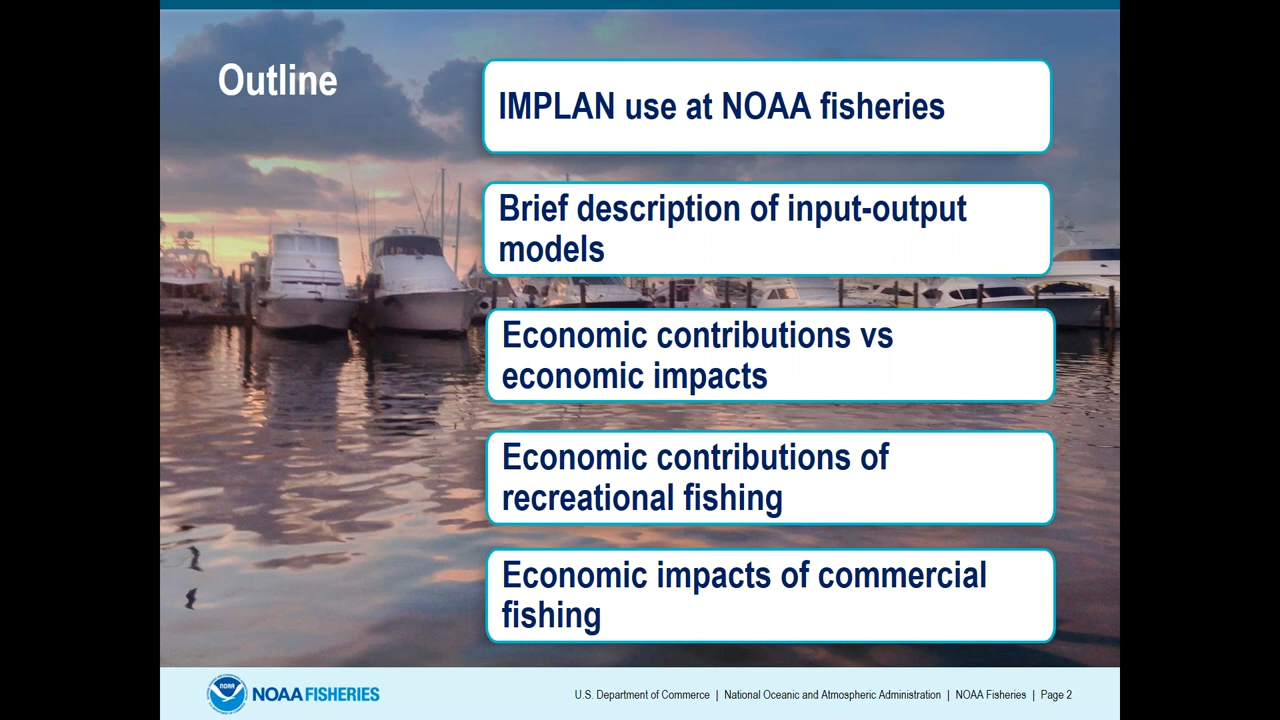 Outline
IMPLAN use at NOAA fisheries
Brief description of input-output
models
Economic contributions vs
economic impacts
Economic contributions of
recreational fishing
Economic impacts of commercial
fishing
NOAA
NOAA FISHERIES
U.S. Department of Commerce | National Oceanic and Atmospheric Administration | NOAA Fisheries | Page 2